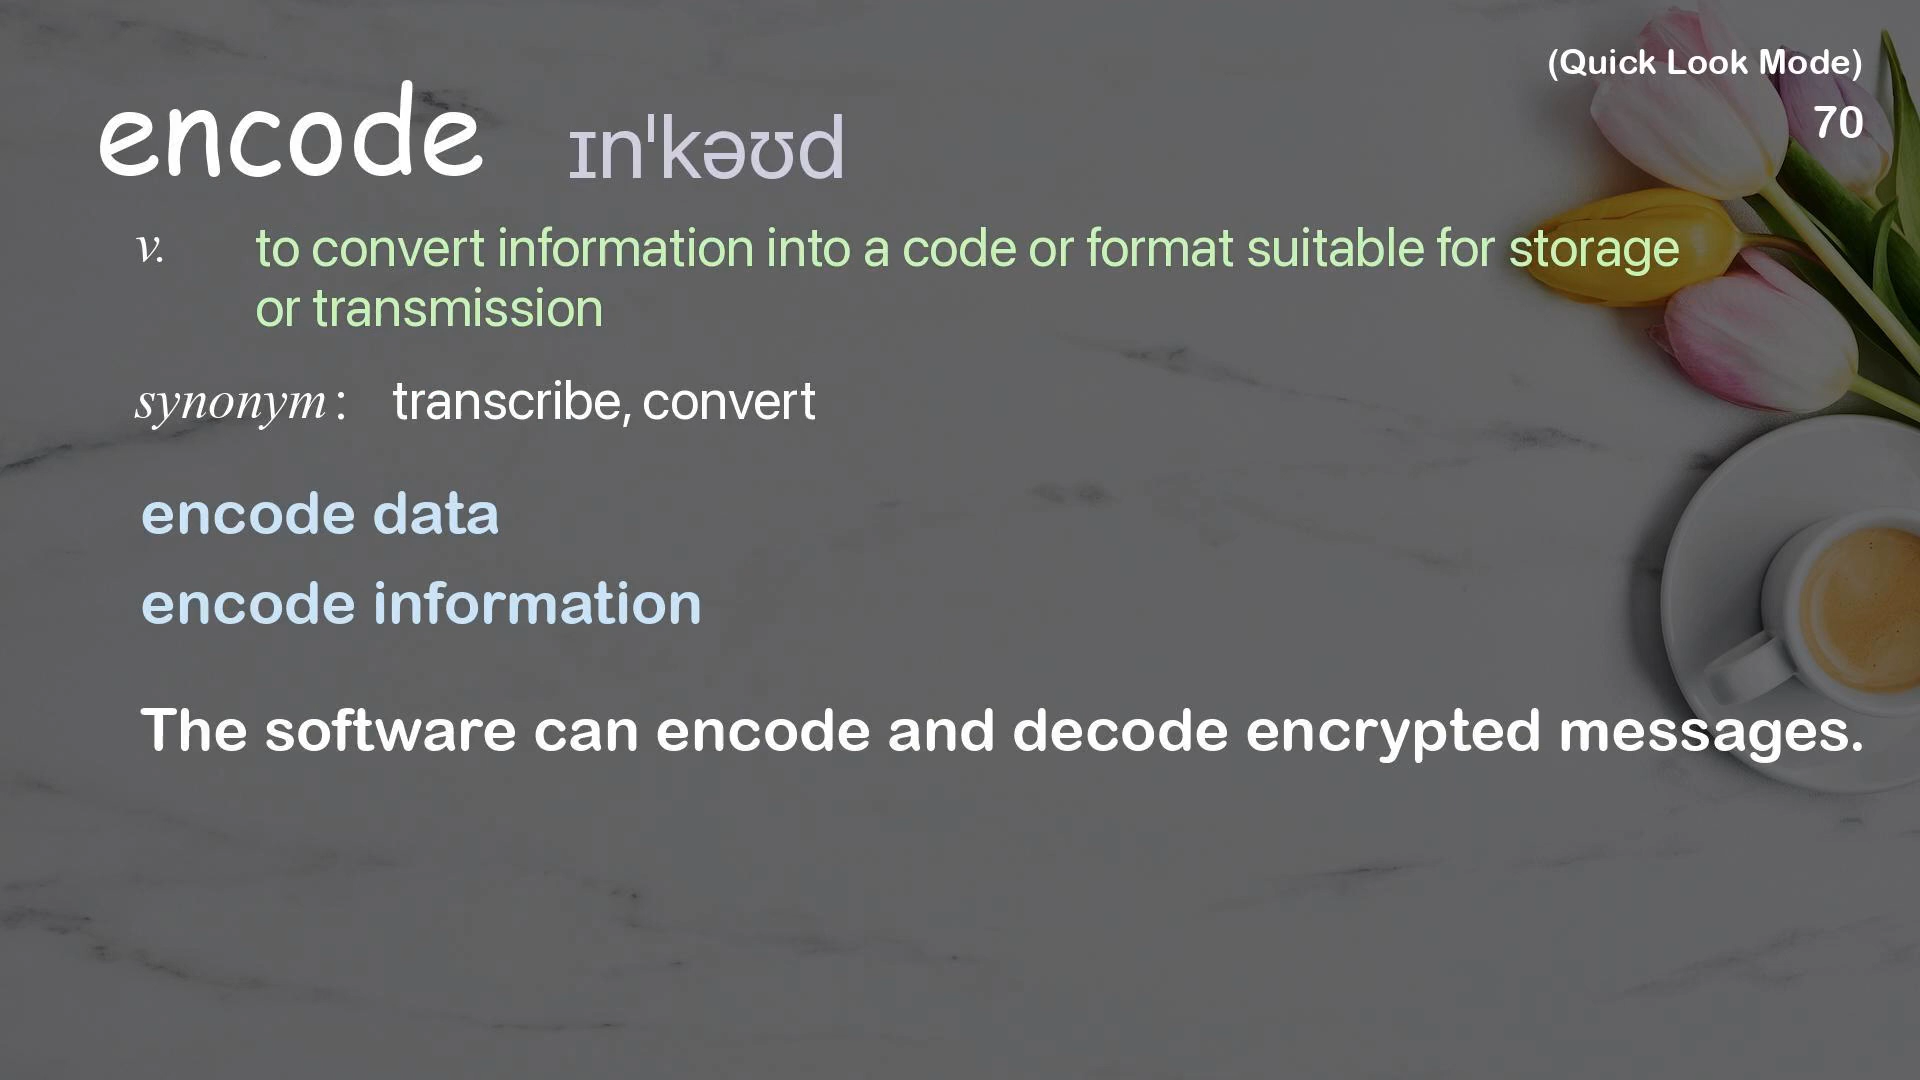 (Quick Look Mode)
70
encode ɪnˈkəʊd
v. to convert information into a code or format suitable for storage
or transmission
synonym: transcribe, convert
encode data
encode information
The software can encode and decode encrypted messages.